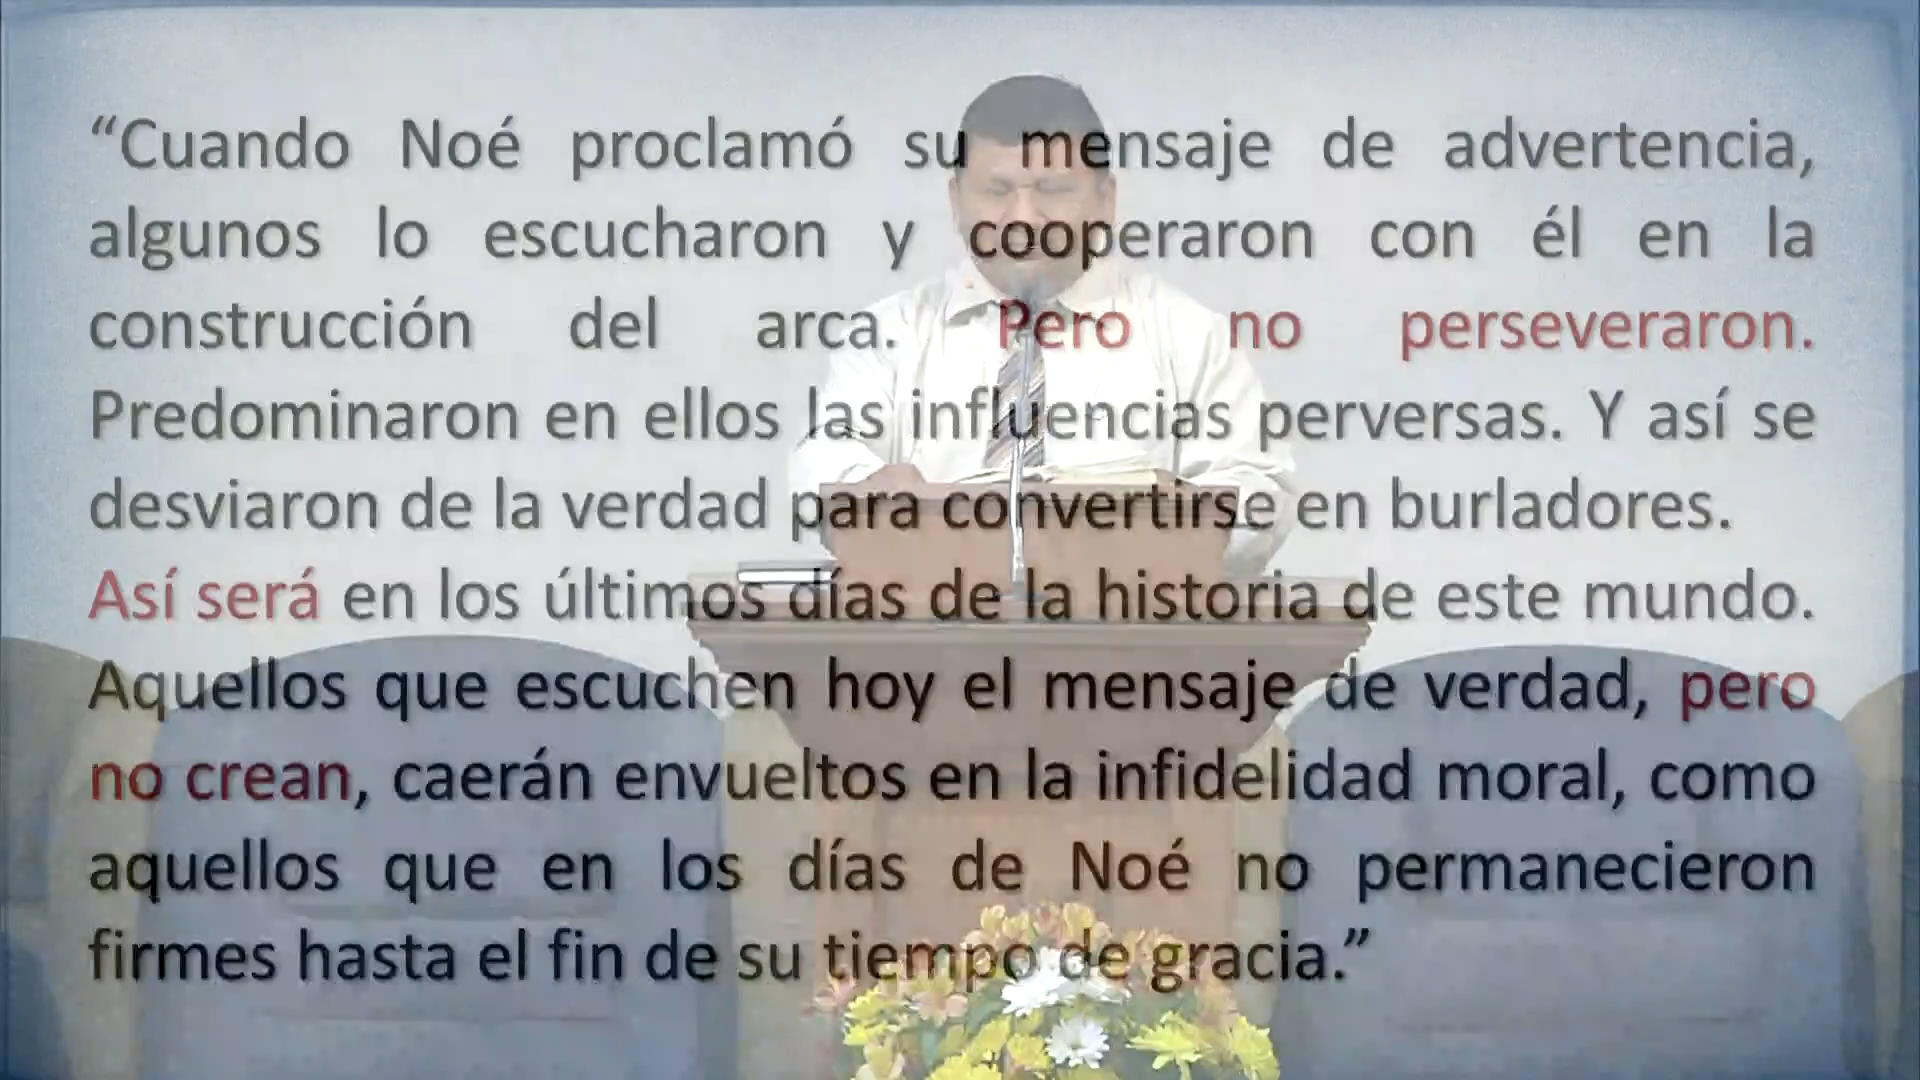 “Cuando Noé proclamó su mensaje de advertencia,
algunos lo escucharon y cooperaron con él en la
construcción del arca. Pero no perseveraron.
Predominaron en ellos las influencias perversas. Y así se
desviaron de la verdad para convertirse en burladores.
Así será en los últimos días de la historia de este mundo.
Aquellos que escuchen hoy el mensaje de verdad, pero
no crean, caerán envueltos en la infidelidad moral, como
aquellos que en los días de Noé no permanecieron
firmes hasta el fin de su tiempo de gracia.”